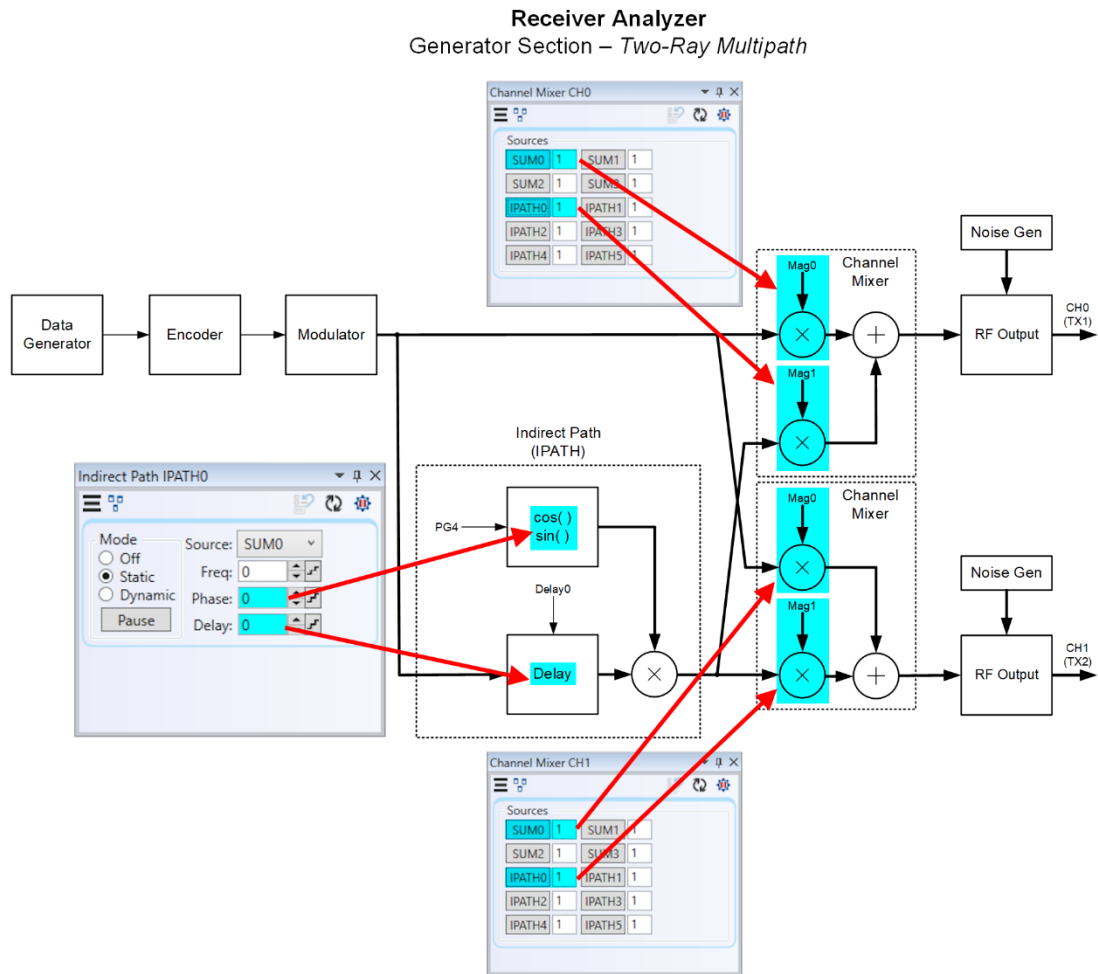 Receiver Analyzer
Generator Section – Two-Ray Multipath
Channel Mixer CH0
Sources
SUM0 1 SUM1 1
SUM2 1 SUM3 1
IPATH0 1 IPATH1 1
IPATH2 1 IPATH3 1
IPATH4 1 IPATH5 1
Mag0
Channel
Mixer
Noise Gen
Data
Generator
Encoder
Modulator
×
+
RF Output
CH0
(TX1)
Mag1
×
Indirect Path
(IPATH)
Indirect Path IPATH0
Mode
Off
Static
Dynamic
Pause
Source: SUM0
Freq: 0
Phase: 0
Delay: 0
PG4
cos( )
sin( )
Delay0
Delay
×
Mag0
Channel
Mixer
×
Mag1
×
+
Noise Gen
RF Output
CH1
(TX2)
Channel Mixer CH1
Sources
SUM0 1 SUM1 1
SUM2 1 SUM3 1
IPATH0 1 IPATH1 1
IPATH2 1 IPATH3 1
IPATH4 1 IPATH5 1